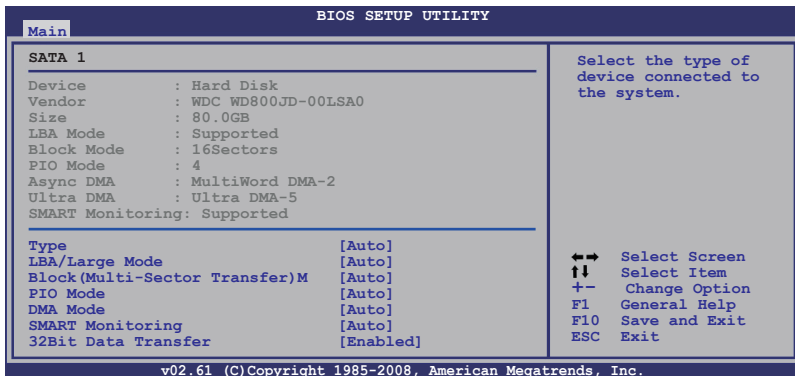 BIOS SETUP UTILITY
Main
SATA 1
Device : Hard Disk
Vendor : WDC WD800JD-00LSA0
Size : 80.0GB
LBA Mode : Supported
Block Mode : 16Sectors
PIO Mode : 4
Async DMA : MultiWord DMA-2
Ultra DMA : Ultra DMA-5
SMART Monitoring: Supported
Type [Auto]
LBA/Large Mode [Auto]
Block(Multi-Sector Transfer)M [Auto]
PIO Mode [Auto]
DMA Mode [Auto]
SMART Monitoring [Auto]
32Bit Data Transfer [Enabled]
Select the type of
device connected to
the system.
←→ Select Screen
↑↓ Select Item
+- Change Option
F1 General Help
F10 Save and Exit
ESC Exit
v02.61 (C)Copyright 1985-2008, American Megatrends, Inc.